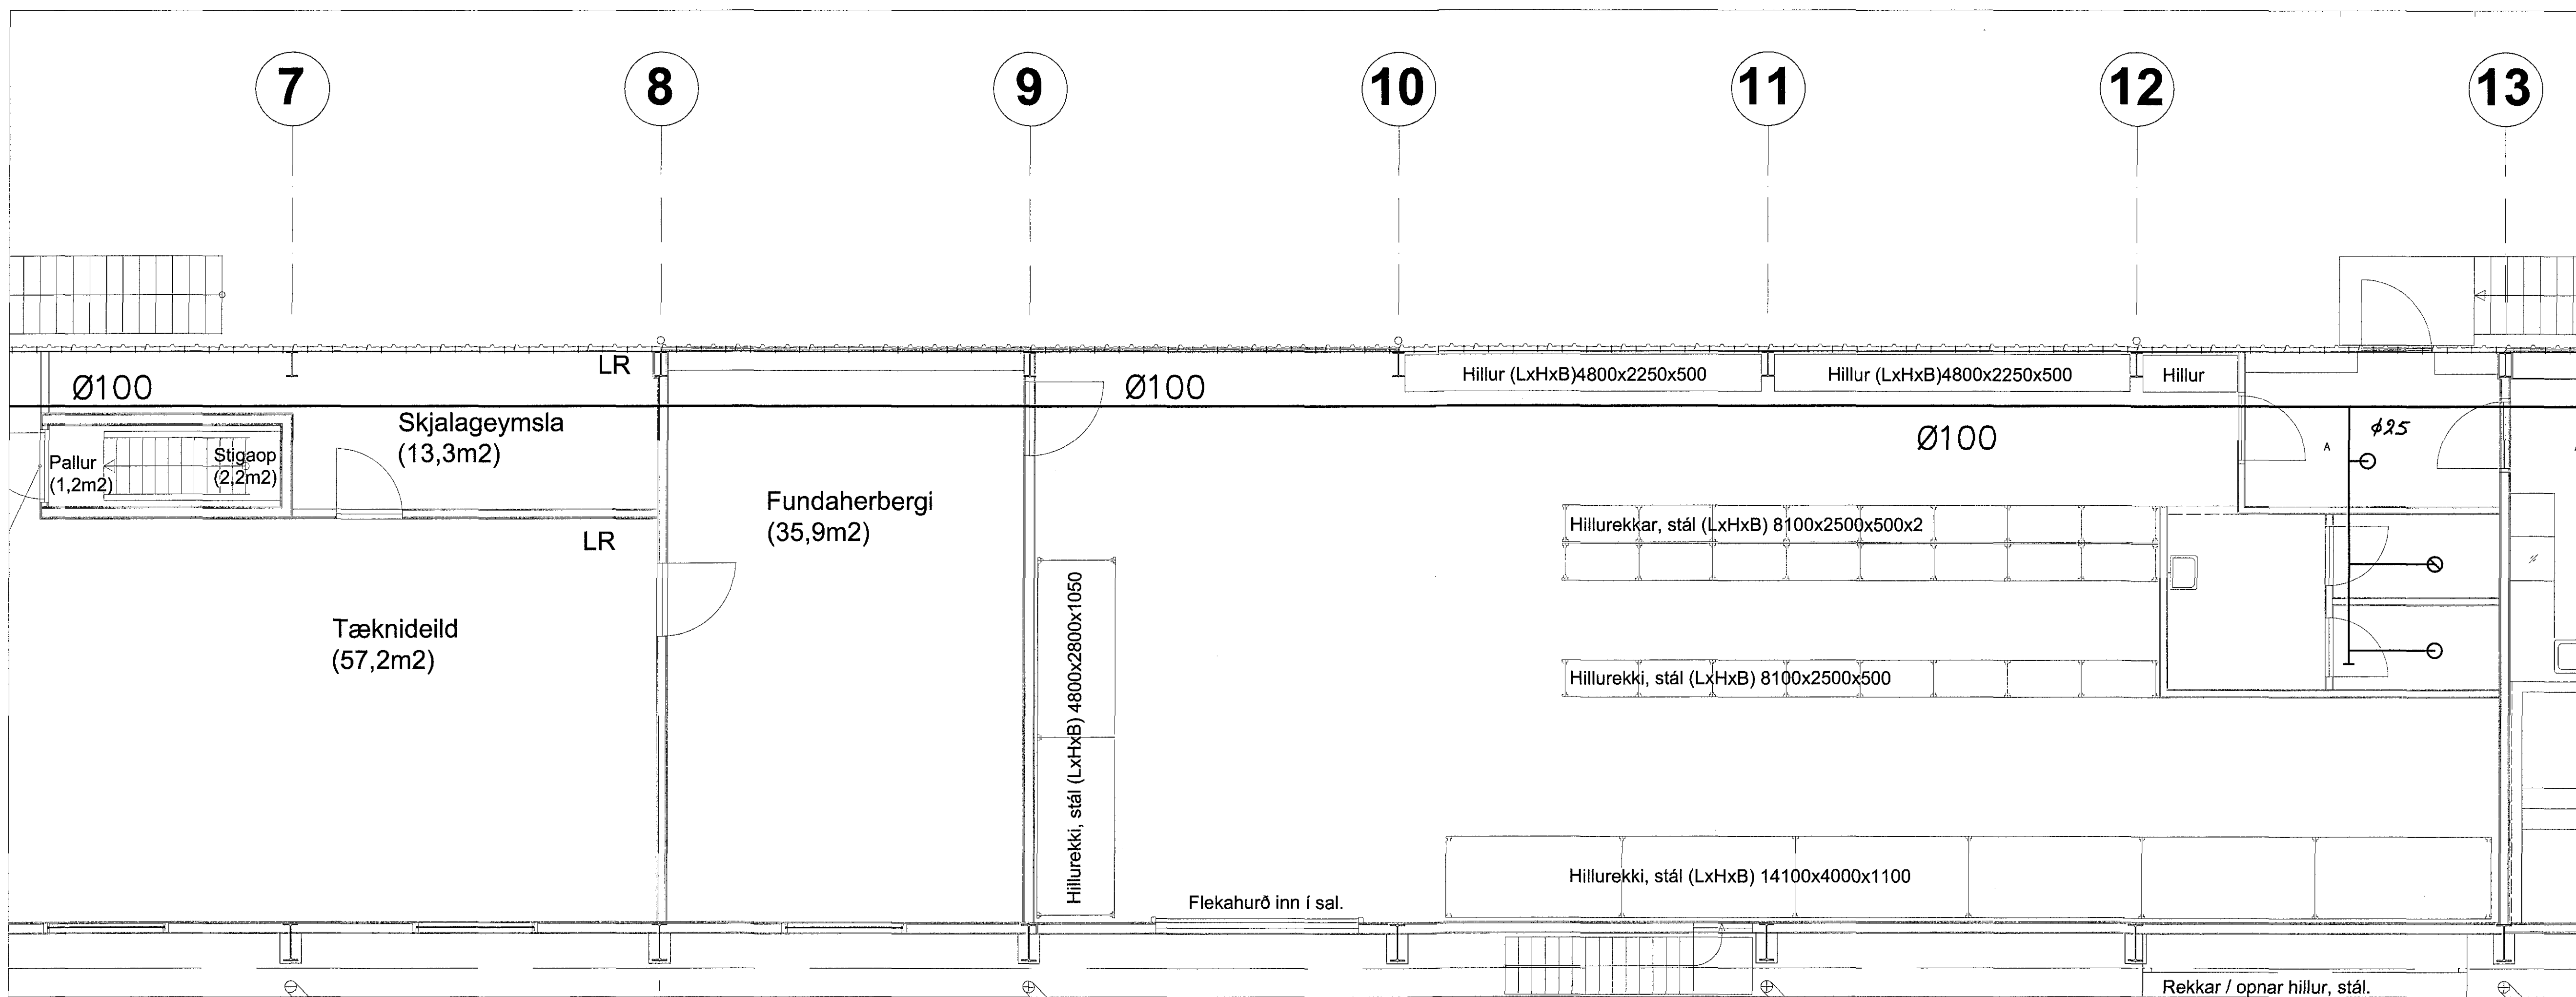 7
8
9
10
11
12
13
LR
Ø100
Ø100
Hillur (LxHxB)4800x2250x500
Hillur (LxHxB)4800x2250x500
Hillur
Skjalageymsla
(13,3m2)
Ø100
ϕ25
A
Pallur
(1,2m2)
Stigaop
(2,2m2)
LR
Fundaherbergi
(35,9m2)
Hillurekkar, stál (LxHxB) 8100x2500x500x2
Tæknideild
(57,2m2)
Hillurekki, stál (LxHxB) 4800x2800x1050
Hillurekki, stál (LxHxB) 8100x2500x500
Hillurekki, stál (LxHxB) 14100x4000x1100
Flekahurð inn í sal.
Rekkar / opnar hillur, stál.